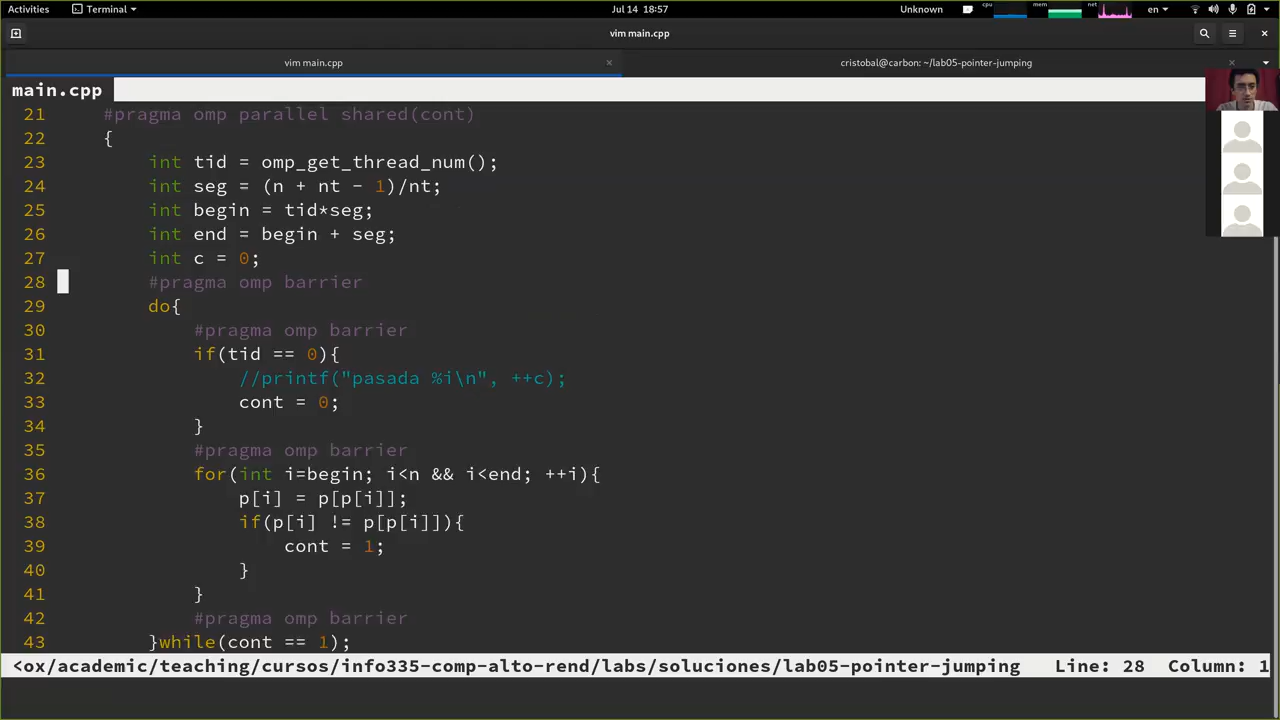 Activities Terminal Jul 14 18:57 Unknown cpu mem net en
vim main.cpp
vim main.cpp cristobal@carbon: ~/lab05-pointer-jumping
main.cpp
21 #pragma omp parallel shared(cont)
22 {
23 int tid = omp_get_thread_num();
24 int seg = (n + nt - 1)/nt;
25 int begin = tid*seg;
26 int end = begin + seg;
27 int c = 0;
28 #pragma omp barrier
29 do{
30 #pragma omp barrier
31 if(tid == 0){
32 //printf("pasada %i\n", ++c);
33 cont = 0;
34 }
35 #pragma omp barrier
36 for(int i=begin; i<n && i<end; ++i){
37 p[i] = p[p[i]];
38 if(p[i] != p[p[i]]){
39 cont = 1;
40 }
41 }
42 #pragma omp barrier
43 }while(cont == 1);
<ox/academic/teaching/cursos/info335-comp-alto-rend/labs/soluciones/lab05-pointer-jumping Line: 28 Column: 1